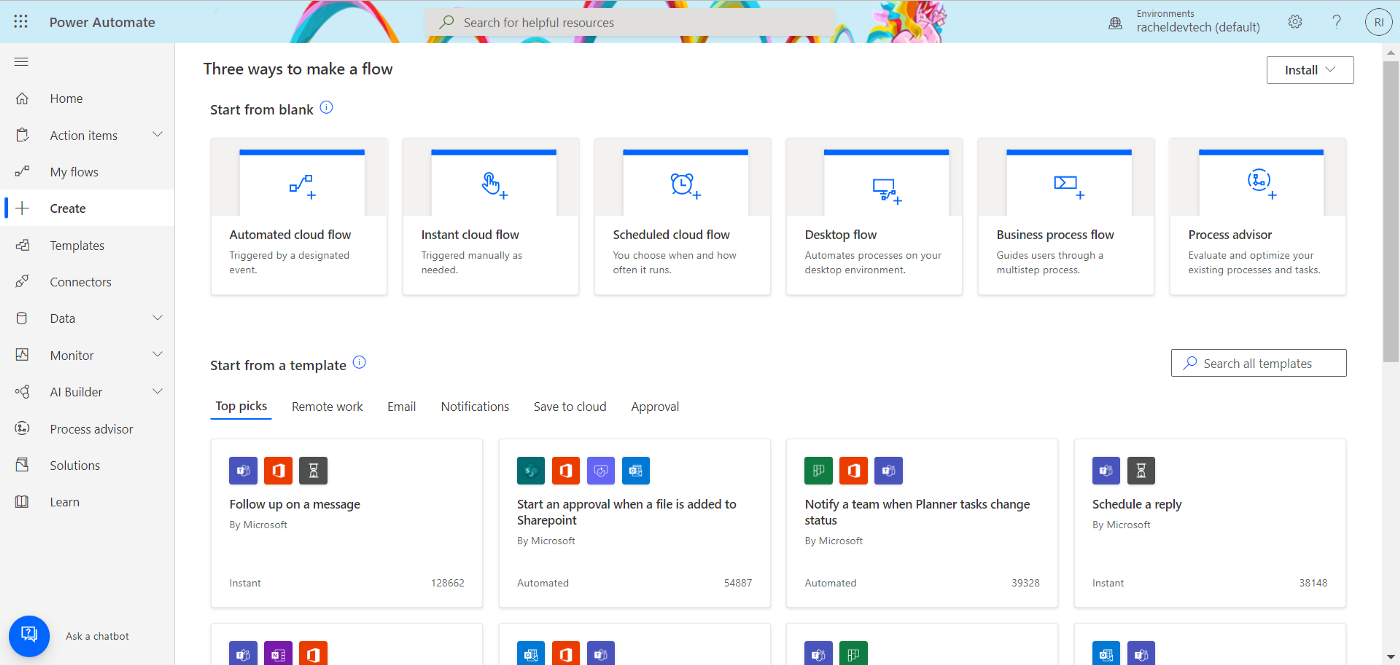 Power Automate
Search for helpful resources
Environments
racheldevtech (default)
?
RI
Home
Action items
My flows
Create
Templates
Connectors
Data
Monitor
AI Builder
Process advisor
Solutions
Learn
Ask a chatbot
Three ways to make a flow
Install
Start from blank
Automated cloud flow
Triggered by a designated
event.
Instant cloud flow
Triggered manually as
needed.
Scheduled cloud flow
You choose when and how
often it runs.
Desktop flow
Automates processes on your
desktop environment.
Business process flow
Guides users through a
multistep process.
Process advisor
Evaluate and optimize your
existing processes and tasks.
Start from a template
Search all templates
Top picks
Remote work
Email
Notifications
Save to cloud
Approval
Follow up on a message
By Microsoft
Instant
128662
Start an approval when a file is added to
Sharepoint
By Microsoft
Automated
54887
Notify a team when Planner tasks change
status
By Microsoft
Automated
39328
Schedule a reply
By Microsoft
Instant
38148